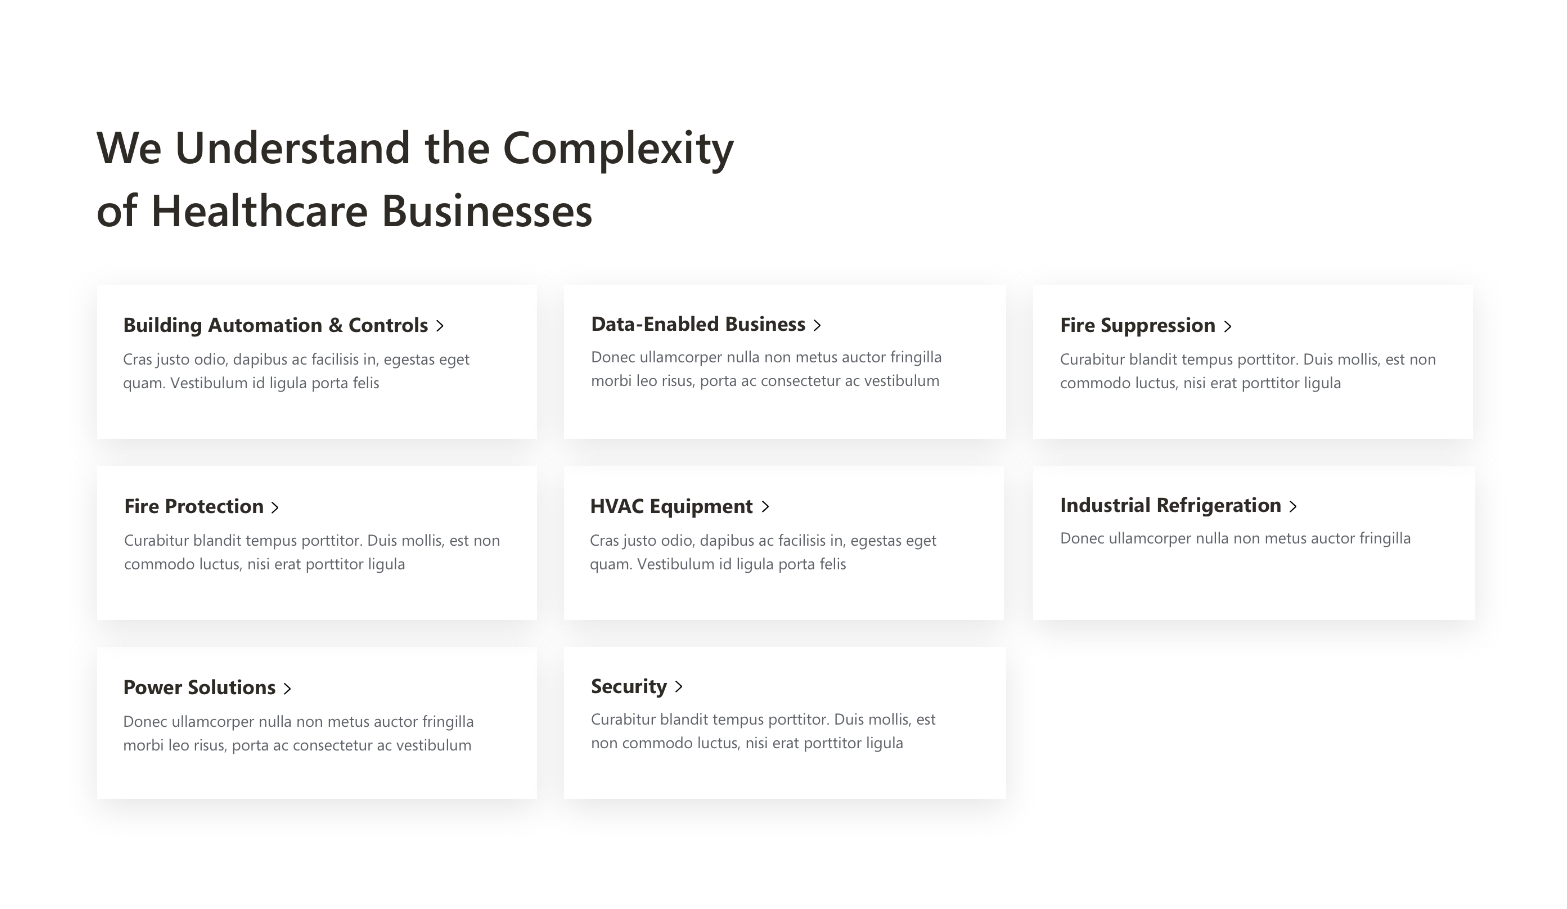 We Understand the Complexity
of Healthcare Businesses
Building Automation & Controls >
Cras justo odio, dapibus ac facilisis in, egestas eget
quam. Vestibulum id ligula porta felis
Data-Enabled Business >
Donec ullamcorper nulla non metus auctor fringilla
morbi leo risus, porta ac consectetur ac vestibulum
Fire Suppression >
Curabitur blandit tempus porttitor. Duis mollis, est non
commodo luctus, nisi erat porttitor ligula
Fire Protection >
Curabitur blandit tempus porttitor. Duis mollis, est non
commodo luctus, nisi erat porttitor ligula
HVAC Equipment >
Cras justo odio, dapibus ac facilisis in, egestas eget
quam. Vestibulum id ligula porta felis
Industrial Refrigeration >
Donec ullamcorper nulla non metus auctor fringilla
Power Solutions >
Donec ullamcorper nulla non metus auctor fringilla
morbi leo risus, porta ac consectetur ac vestibulum
Security >
Curabitur blandit tempus porttitor. Duis mollis, est
non commodo luctus, nisi erat porttitor ligula